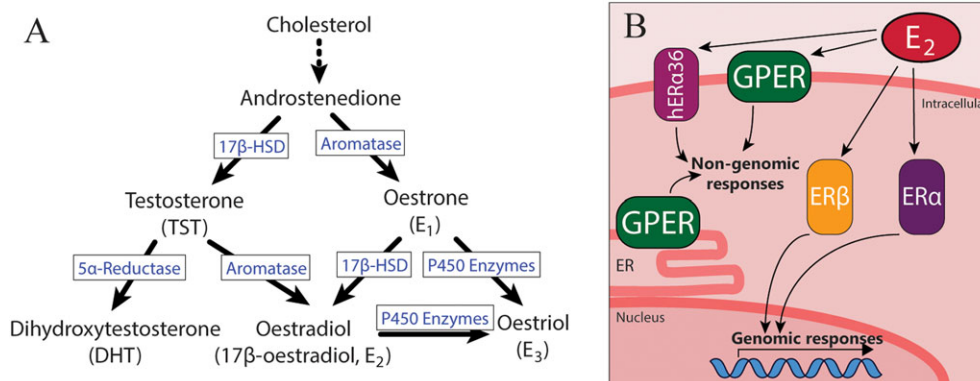 A
Cholesterol
Androstenedione
17β-HSD
Aromatase
Testosterone
(TST)
Oestrone
(E₁)
5α-Reductase
Aromatase
17β-HSD
P450 Enzymes
Dihydroxytestosterone
(DHT)
Oestradiol
(17β-oestradiol, E₂)
P450 Enzymes
Oestriol
(E₃)
B
E₂
hERα36
GPER
Intracellula
Non-genomic
responses
ERβ
ERα
GPER
ER
Nucleus
Genomic responses